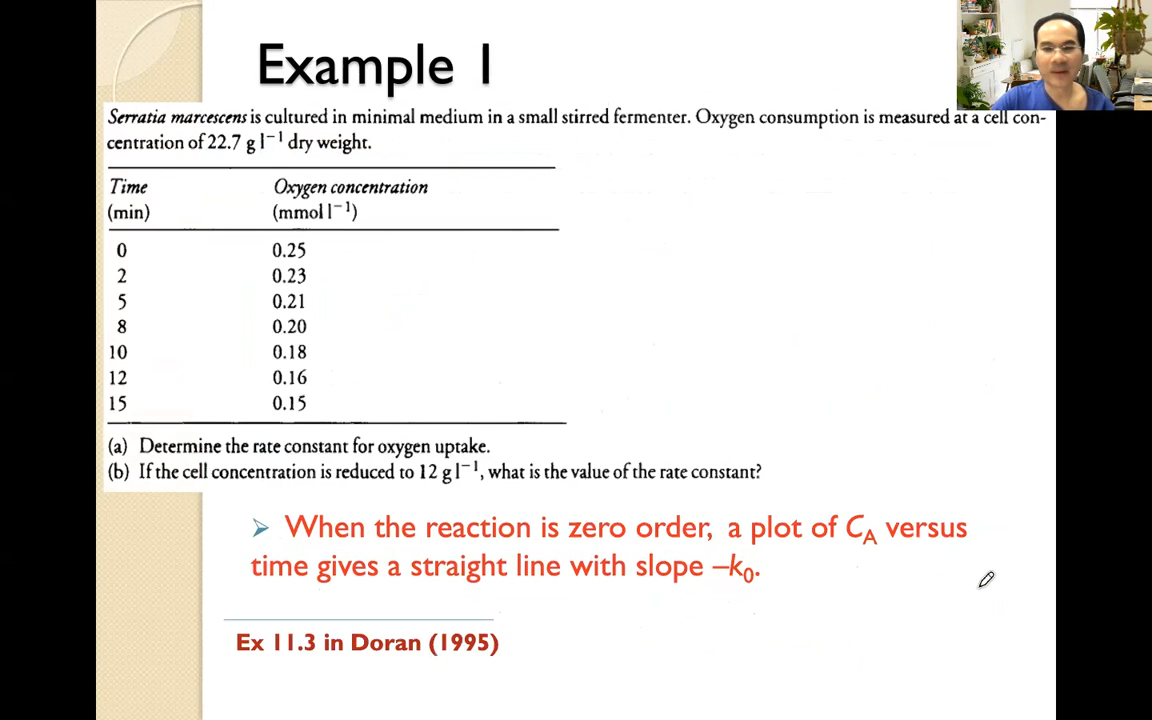 Example 1
Serratia marcescens is cultured in minimal medium in a small stirred fermenter. Oxygen consumption is measured at a cell con-
centration of 22.7 g l⁻¹ dry weight.
Time Oxygen concentration
(min) (mmol l⁻¹)
0 0.25
2 0.23
5 0.21
8 0.20
10 0.18
12 0.16
15 0.15
(a) Determine the rate constant for oxygen uptake.
(b) If the cell concentration is reduced to 12 g l⁻¹, what is the value of the rate constant?
➢ When the reaction is zero order, a plot of C_A versus
time gives a straight line with slope –k₀.
Ex 11.3 in Doran (1995)